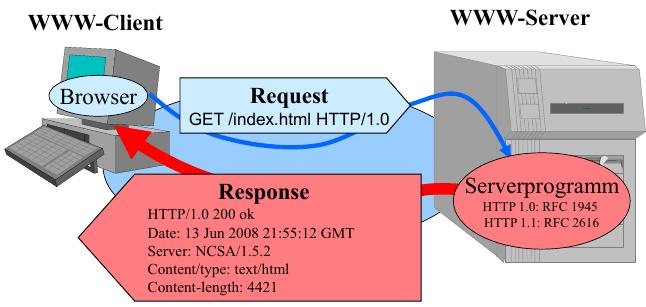 WWW-Client
WWW-Server
Browser
Request
GET /index.html HTTP/1.0
Serverprogramm
HTTP 1.0: RFC 1945
HTTP 1.1: RFC 2616
Response
HTTP/1.0 200 ok
Date: 13 Jun 2008 21:55:12 GMT
Server: NCSA/1.5.2
Content/type: text/html
Content-length: 4421